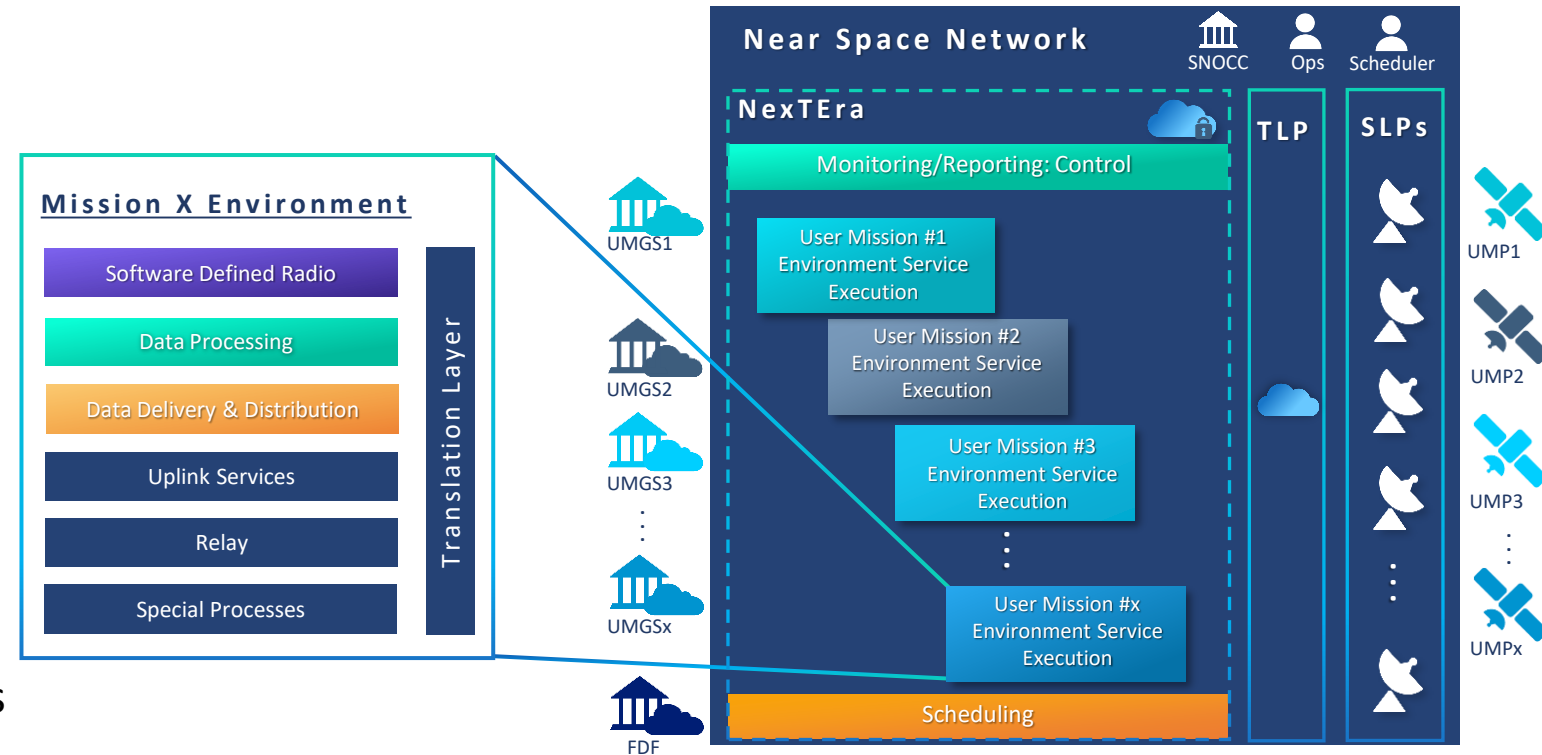 Near Space Network
SNOCC
Ops
Scheduler
NexTEra
TLP
SLPs
Monitoring/Reporting: Control
Mission X Environment
Software Defined Radio
Data Processing
Data Delivery & Distribution
Uplink Services
Relay
Special Processes
Translation Layer
UMGS1
UMGS2
UMGS3
UMGSx
FDF
User Mission #1
Environment Service
Execution
User Mission #2
Environment Service
Execution
User Mission #3
Environment Service
Execution
User Mission #x
Environment Service
Execution
Scheduling
UMP1
UMP2
UMP3
UMPx
s